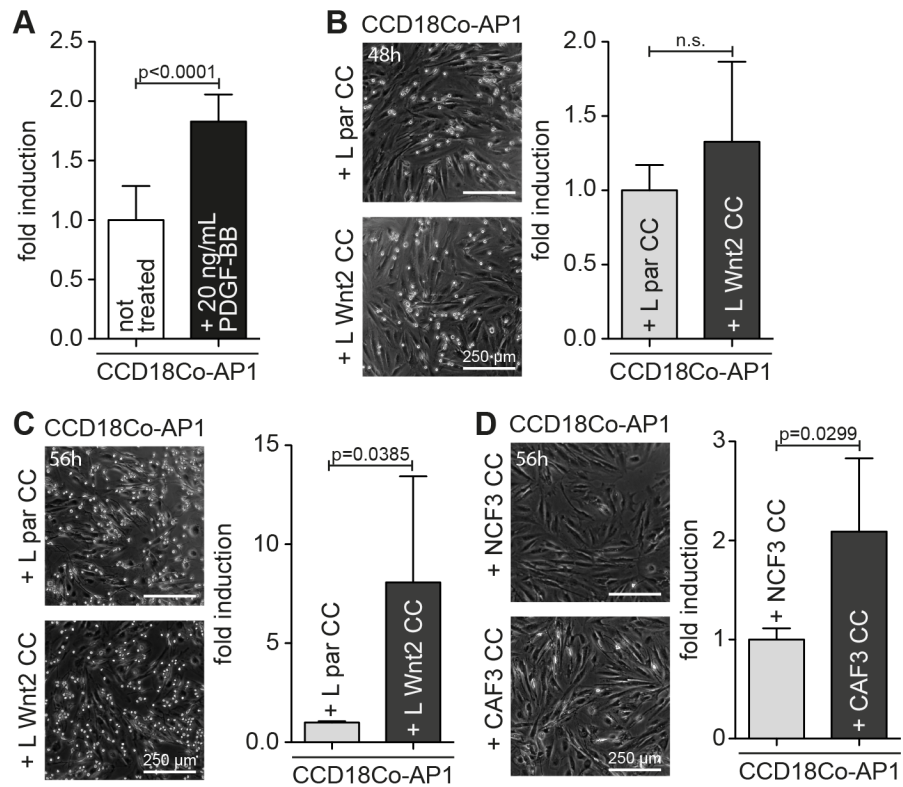 A
2.5
2.0
1.5
1.0
0.5
0.0
fold induction
p<0.0001
not
treated
+ 20 ng/mL
PDGF-BB
CCD18Co-AP1
B
CCD18Co-AP1
+ L par CC
48h
+ L Wnt2 CC
250 µm
2.0
1.5
1.0
0.5
0.0
fold induction
n.s.
+ L par CC
+ L Wnt2 CC
CCD18Co-AP1
C
CCD18Co-AP1
+ L par CC
56h
+ L Wnt2 CC
250 µm
15
10
5
0.0
fold induction
p=0.0385
+ L par CC
+ L Wnt2 CC
CCD18Co-AP1
D
CCD18Co-AP1
+ NCF3 CC
56h
+ CAF3 CC
250 µm
3
2
1
0
fold induction
p=0.0299
+ NCF3 CC
+ CAF3 CC
CCD18Co-AP1